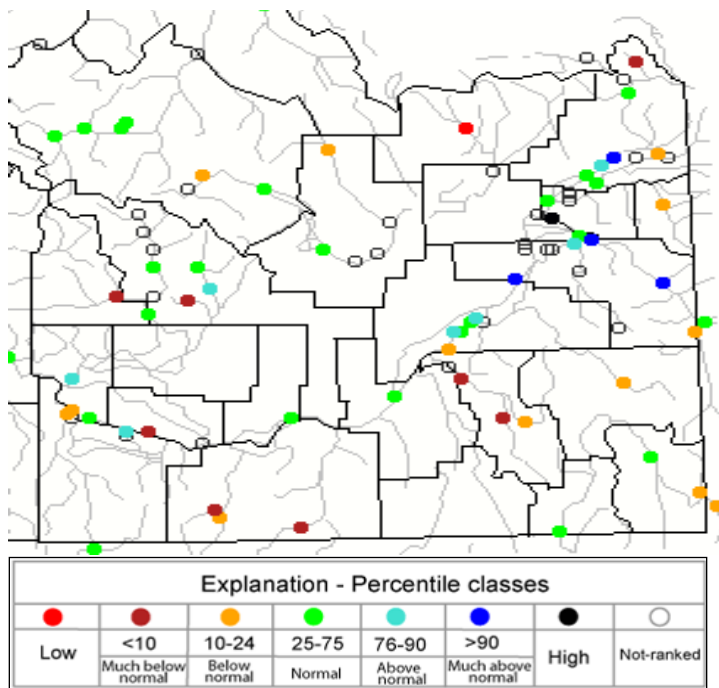 Explanation - Percentile classes
Low
<10
Much below normal
10-24
Below normal
25-75
Normal
76-90
Above normal
>90
Much above normal
High
Not-ranked